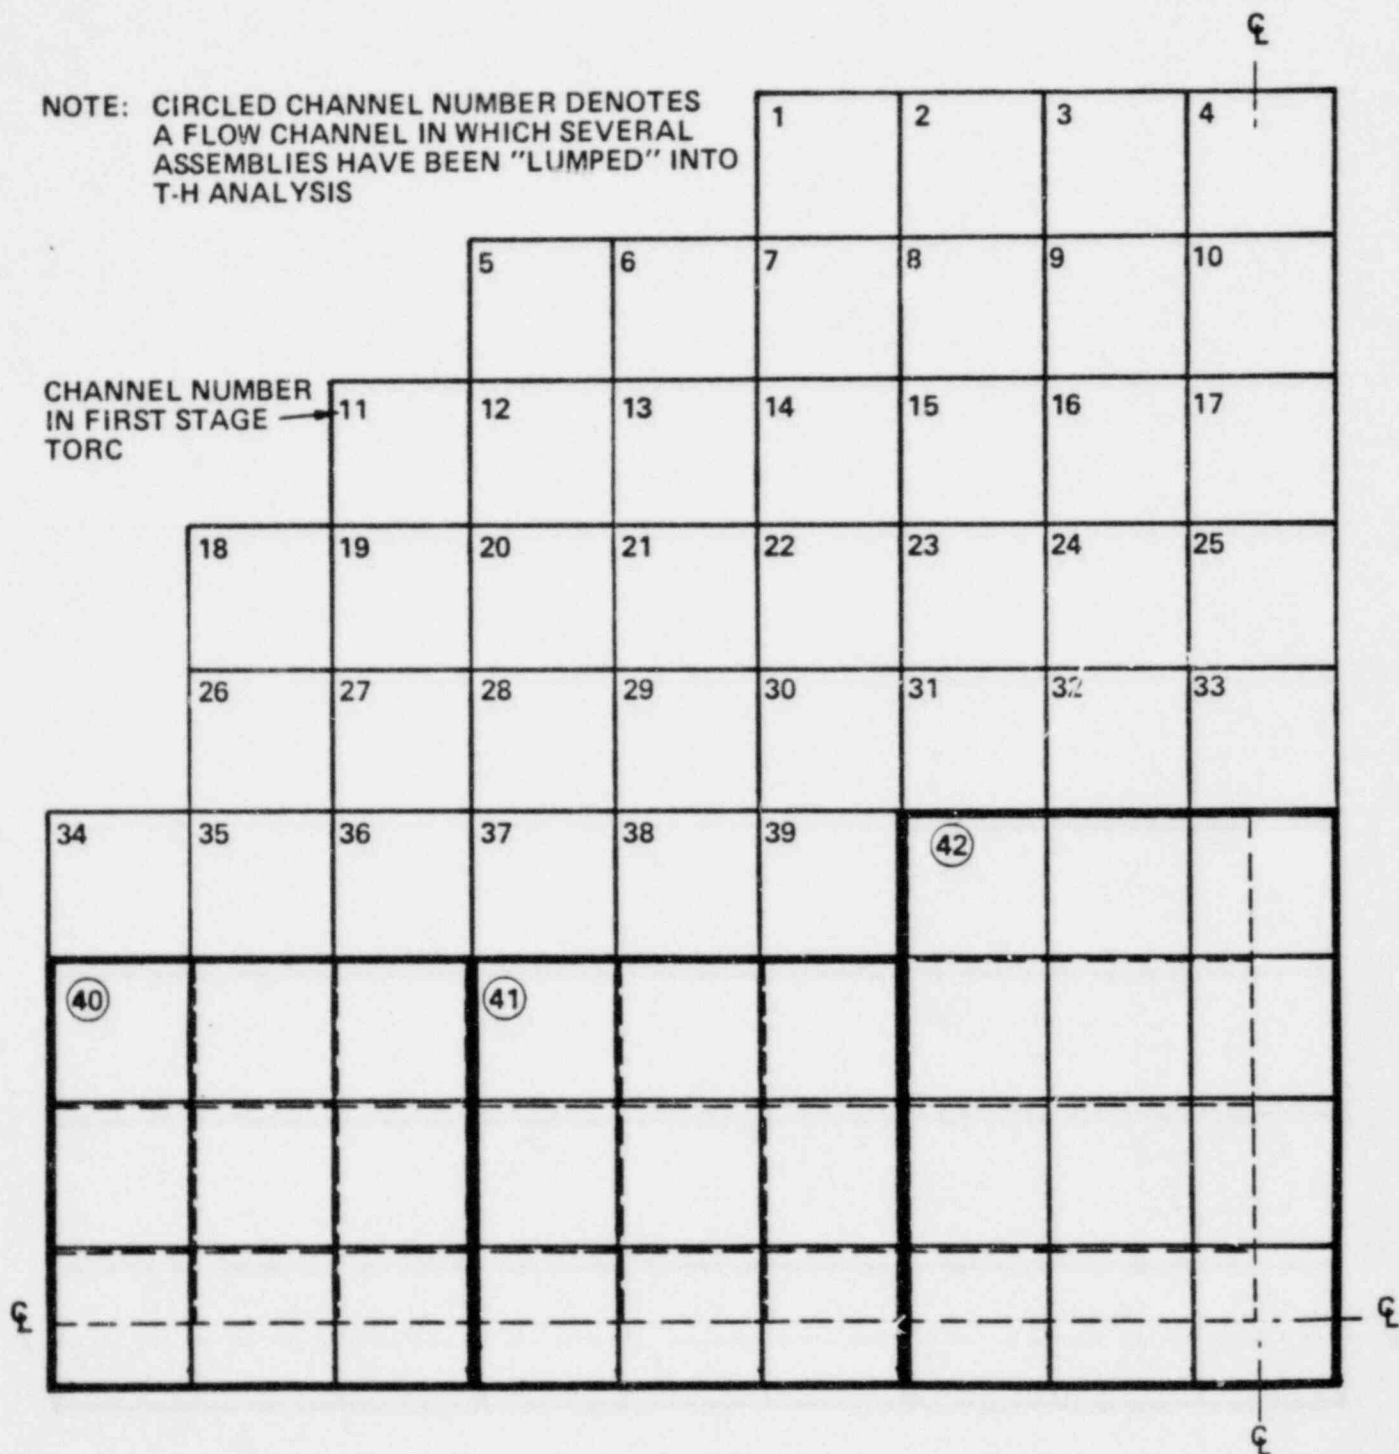 ℄
NOTE: CIRCLED CHANNEL NUMBER DENOTES
A FLOW CHANNEL IN WHICH SEVERAL
ASSEMBLIES HAVE BEEN "LUMPED" INTO
T-H ANALYSIS
1 2 3 4
5 6 7 8 9 10
CHANNEL NUMBER
IN FIRST STAGE
TORC
11 12 13 14 15 16 17
18 19 20 21 22 23 24 25
26 27 28 29 30 31 32 33
34 35 36 37 38 39 42
40 41
℄ ℄
℄